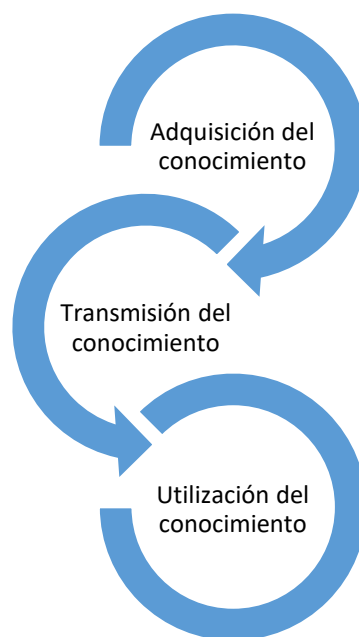 Adquisición del
conocimiento
Transmisión del
conocimiento
Utilización del
conocimiento